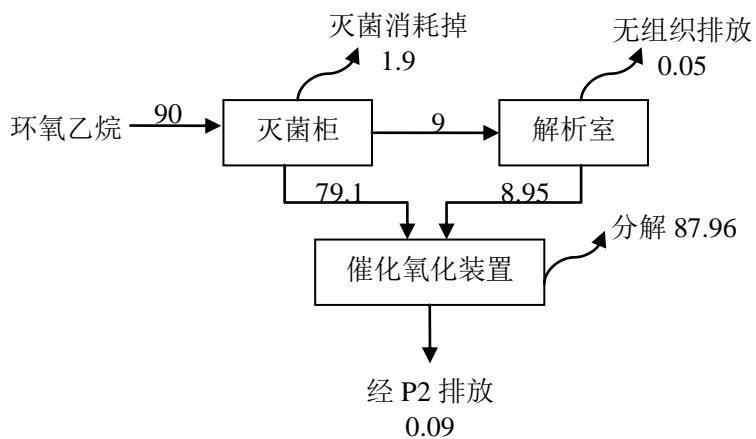 灭菌消耗掉
1.9
无组织排放
0.05
环氧乙烷
90
灭菌柜
9
解析室
79.1
8.95
分解 87.96
催化氧化装置
经 P2 排放
0.09